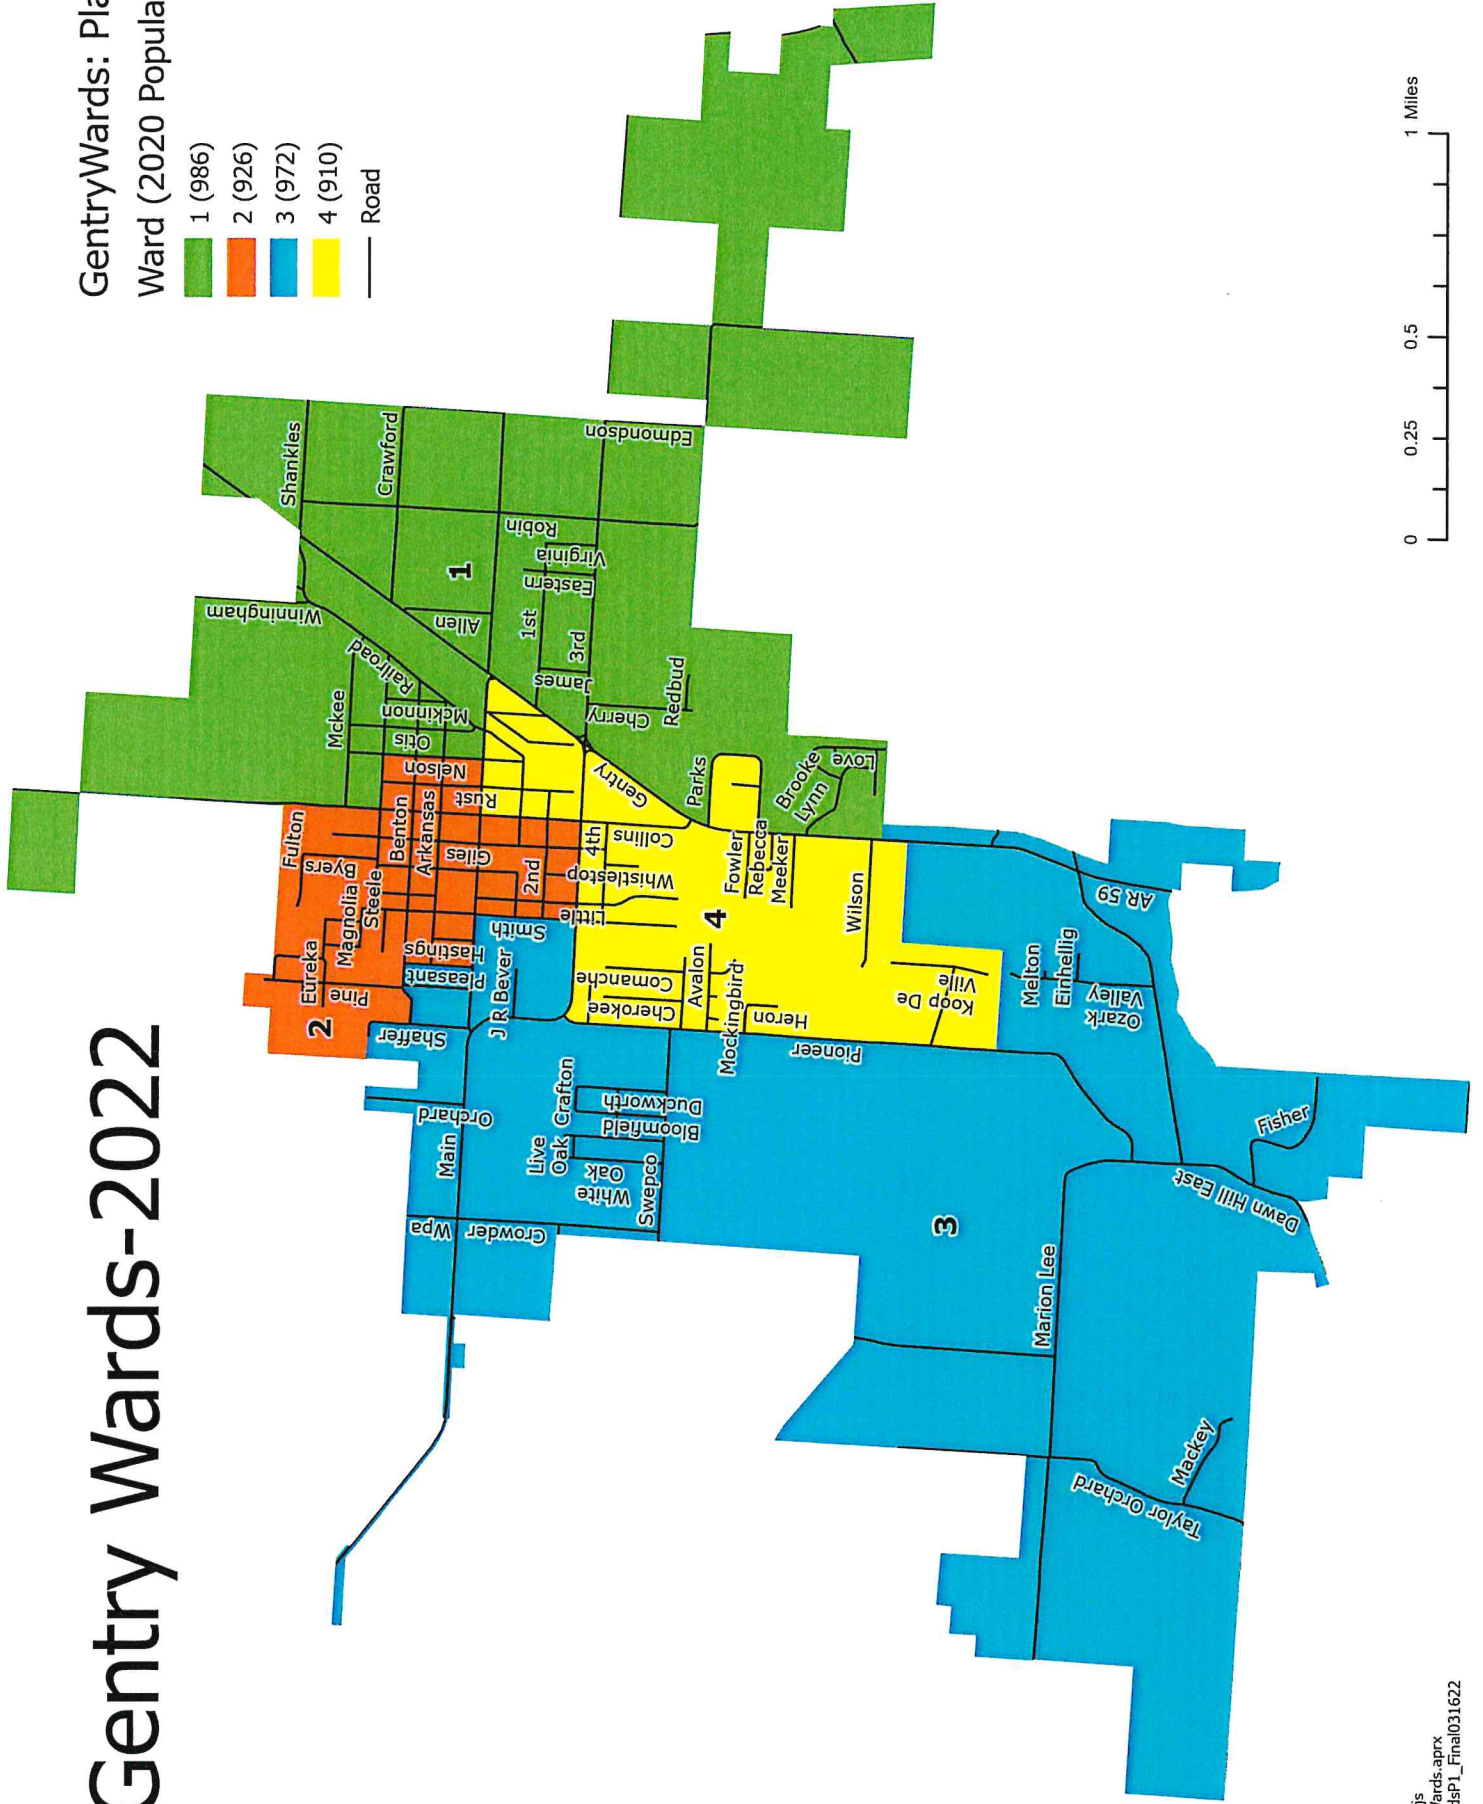 Gentry Wards-2022
GentryWards: Pla
Ward (2020 Popula
1 (986)
2 (926)
3 (972)
4 (910)
Road
Shankles
Crawford
Edmondson
Robin
Virginia
Eastern
1
Winningham
Allen
1st
3rd
James
Railroad
Mckee
Mckinnon
Otis
Nelson
Rust
Cherry
Redbud
Gentry
Parks
Brooke
Lynn
Love
Fulton
Byers
Benton
Arkansas
Giles
2nd
4th
Collins
Whistlestop
Little
Fowler
Rebecca
Meeker
Wilson
4
Magnolia
Steele
Eureka
Pine
2
Hastings
Pleasant
Smith
J R Bever
Shaffer
Comanche
Cherokee
Avalon
Mockingbird
Heron
Pioneer
Koop De
Ville
AR 59
Melton
Einhellig
Ozark
Valley
Orchard
Main
Crafton
Live
Oak
Duckworth
Bloomfield
White
Oak
Swepco
Wpa
Crowder
3
Marion Lee
Fisher
Dawn Hill East
Mackey
Taylor Orchard
0
0.25
0.5
1 Miles
js
ards.aprx
dsP1_Final031622